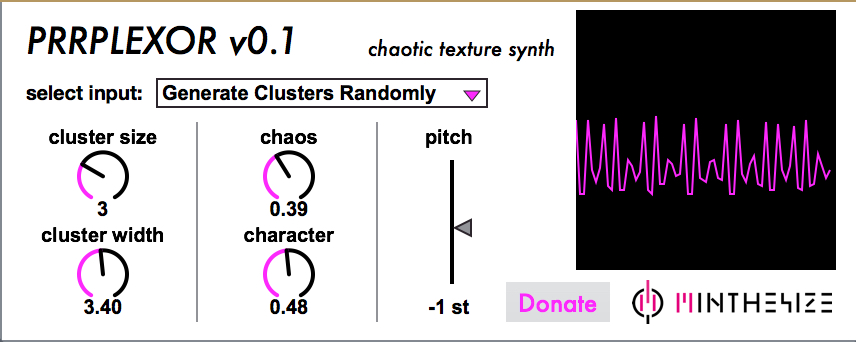 PRRPLEXOR v0.1
chaotic texture synth
select input: Generate Clusters Randomly
cluster size
3
cluster width
3.40
chaos
0.39
character
0.48
pitch
-1 st
Donate
MINTHESIZE